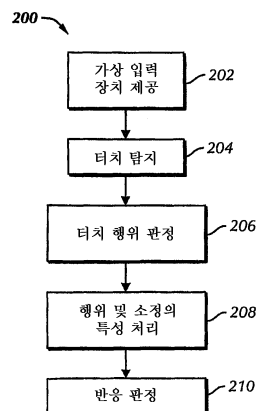 200
가상 입력
장치 제공
202
터치 탐지
204
터치 행위 판정
206
행위 및 소정의
특성 처리
208
반응 판정
210